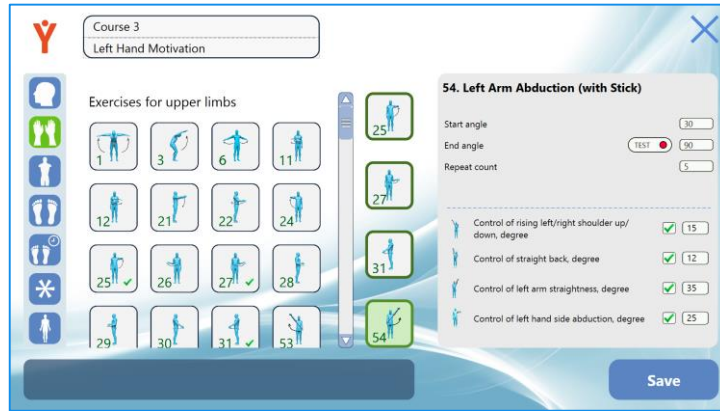 Course 3
Left Hand Motivation
Exercises for upper limbs
1
3
6
11
12
21
22
24
25
26
27
28
29
30
31
53
25
27
31
54
54. Left Arm Abduction (with Stick)
Start angle 30
End angle TEST 90
Repeat count 5
Control of rising left/right shoulder up/
down, degree 15
Control of straight back, degree 12
Control of left arm straightness, degree 35
Control of left hand side abduction, degree 25
Save